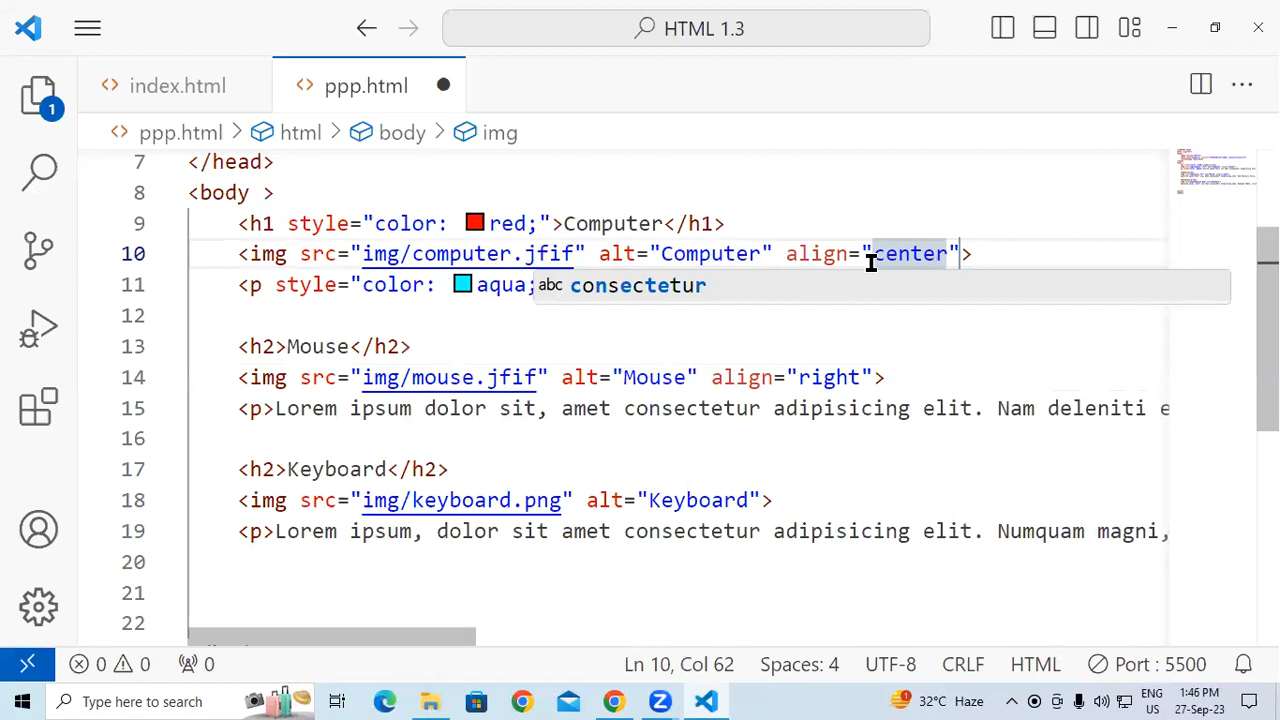 HTML 1.3
index.html
ppp.html
ppp.html > html > body > img
7 </head>
8 <body >
9 <h1 style="color: red;">Computer</h1>
10 <img src="img/computer.jfif" alt="Computer" align="center">
11 <p style="color: aqua;
abc consectetur
12
13 <h2>Mouse</h2>
14 <img src="img/mouse.jfif" alt="Mouse" align="right">
15 <p>Lorem ipsum dolor sit, amet consectetur adipisicing elit. Nam deleniti e
16
17 <h2>Keyboard</h2>
18 <img src="img/keyboard.png" alt="Keyboard">
19 <p>Lorem ipsum, dolor sit amet consectetur adipisicing elit. Numquam magni,
20
21
22
1
0 0 0 Ln 10, Col 62 Spaces: 4 UTF-8 CRLF HTML Port : 5500
Type here to search 1 32°C Haze ENG 1:46 PM
US 27-Sep-23